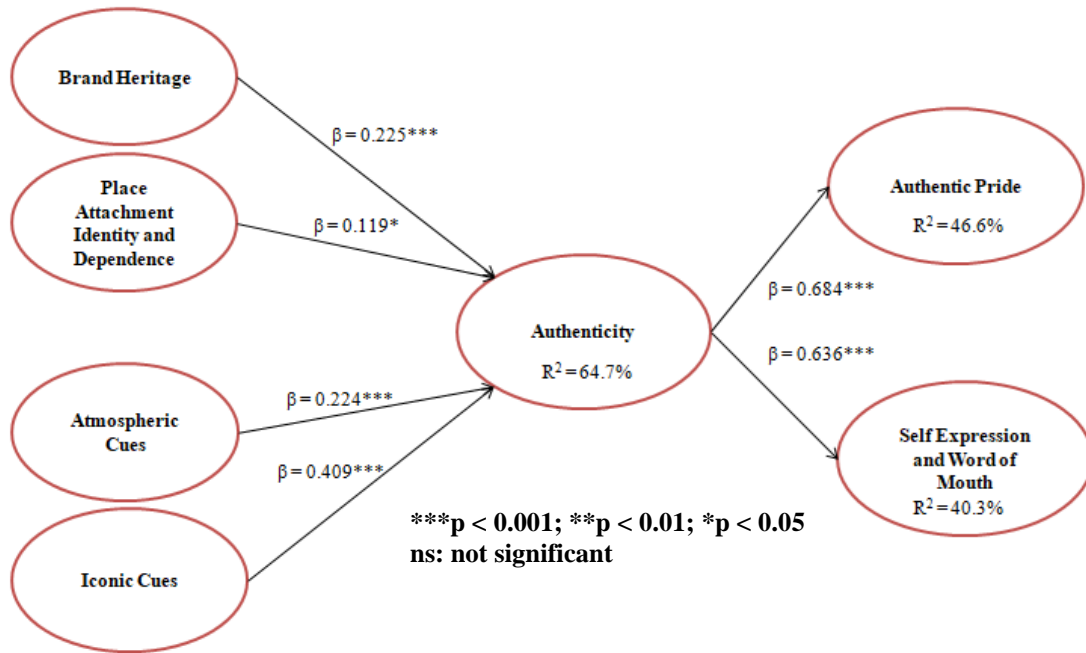 Brand Heritage
β = 0.225***
Place
Attachment
Identity and
Dependence
β = 0.119*
Authentic Pride
R² = 46.6%
β = 0.684***
Authenticity
R² = 64.7%
β = 0.636***
Atmospheric
Cues
β = 0.224***
β = 0.409***
Self Expression
and Word of
Mouth
R² = 40.3%
***p < 0.001; **p < 0.01; *p < 0.05
ns: not significant
Iconic Cues